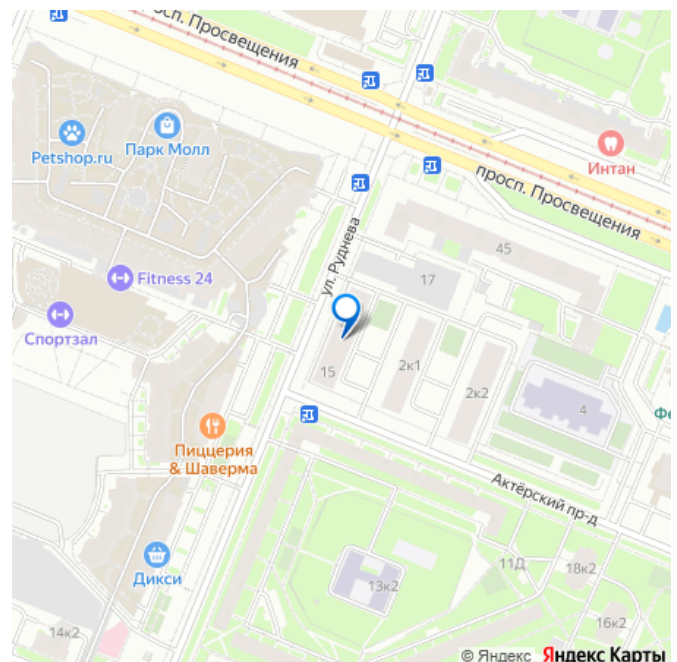 просп. Просвещения
Petshop.ru
Парк Молл
Интан
просп. Просвещения
ул. Руднева
45
17
Fitness 24
Спортзал
15
2к1
2к2
4
Пиццерия
& Шаверма
Актёрский пр-д
Дикси
11Д
13к2
18к2
14к2
16к2
© Яндекс Яндекс Карты